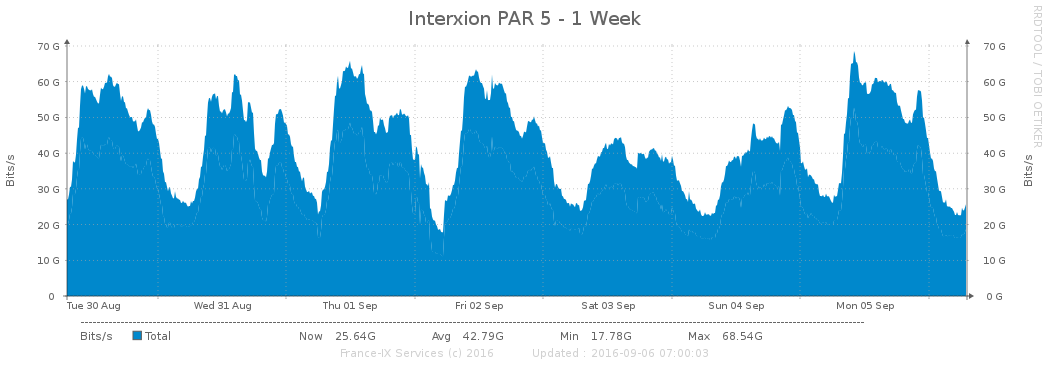 Interxion PAR 5 - 1 Week
RRDTOOL / TOBI OETIKER
Bits/s
70 G 70 G
60 G 60 G
50 G 50 G
40 G 40 G
30 G 30 G
20 G 20 G
10 G 10 G
0 0 G
Bits/s
Tue 30 Aug Wed 31 Aug Thu 01 Sep Fri 02 Sep Sat 03 Sep Sun 04 Sep Mon 05 Sep
Bits/s Total Now 25.64G Avg 42.79G Min 17.78G Max 68.54G
France-IX Services (c) 2016 Updated : 2016-09-06 07:00:03